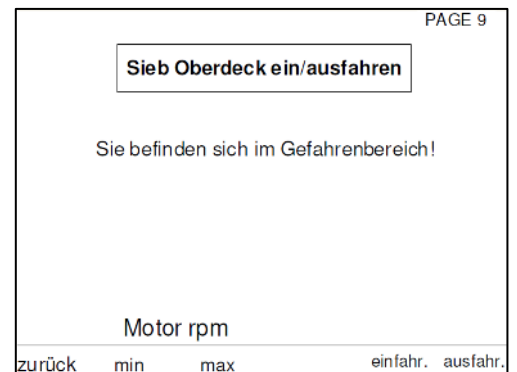 PAGE 9
Sieb Oberdeck ein/ausfahren
Sie befinden sich im Gefahrenbereich!
Motor rpm
zurück min max einfahr. ausfahr.